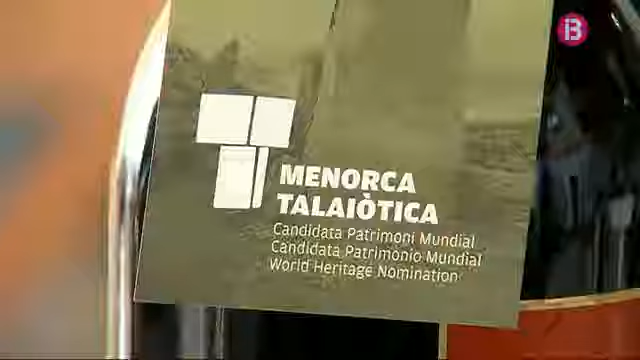 MENORCA
TALAIÒTICA
Candidata Patrimoni Mundial
Candidata Patrimonio Mundial
World Heritage Nomination